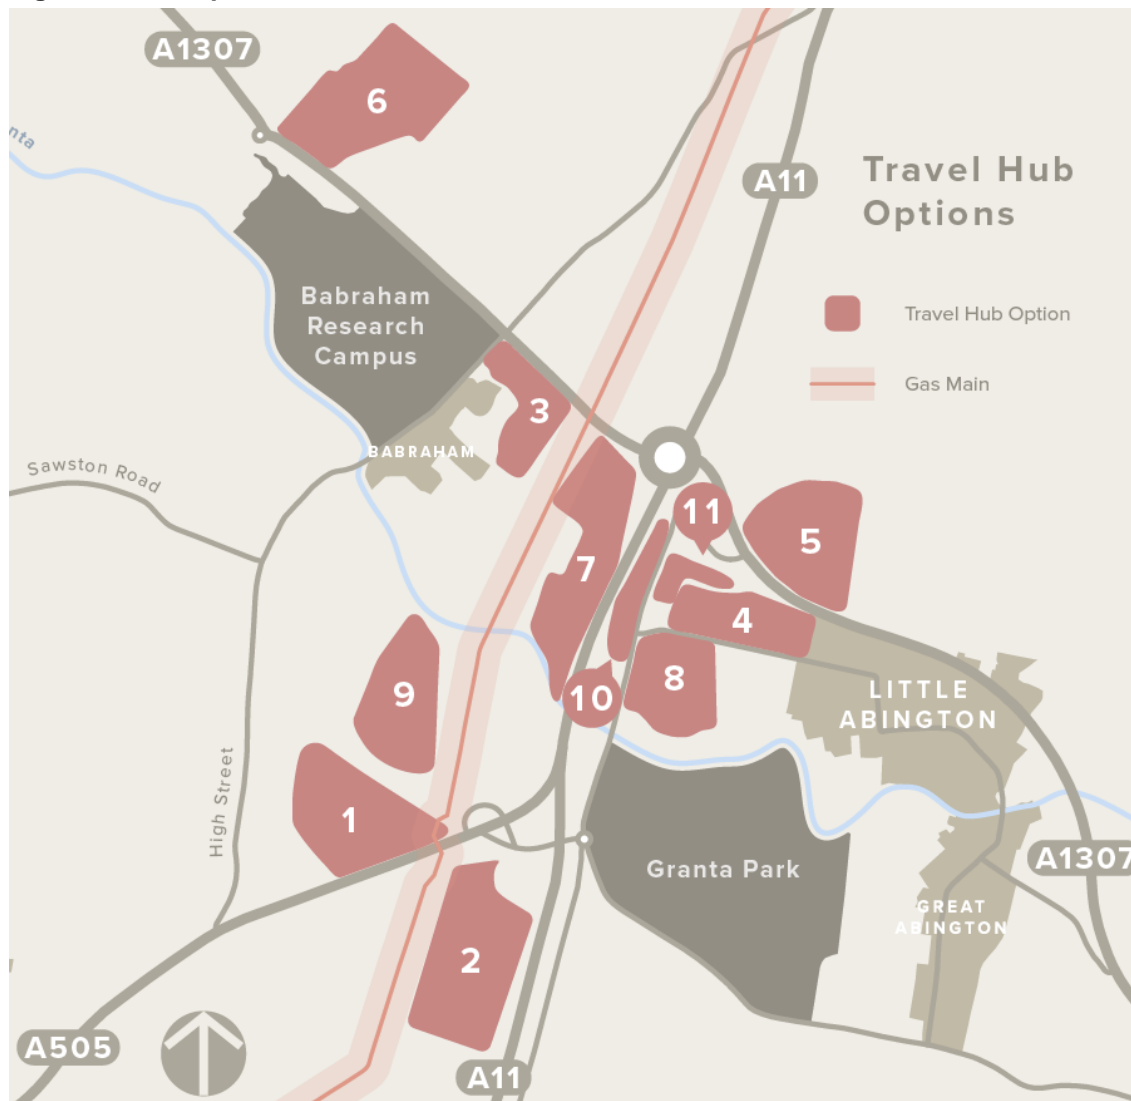 A1307
6
nta
Travel Hub
Options
A11
Babraham
Research
Campus
Travel Hub Option
Gas Main
3
BABRAHAM
Sawston Road
11
5
7
4
9
8
10
LITTLE
ABINGTON
High Street
1
Granta Park
A1307
GREAT
ABINGTON
2
A505
A11